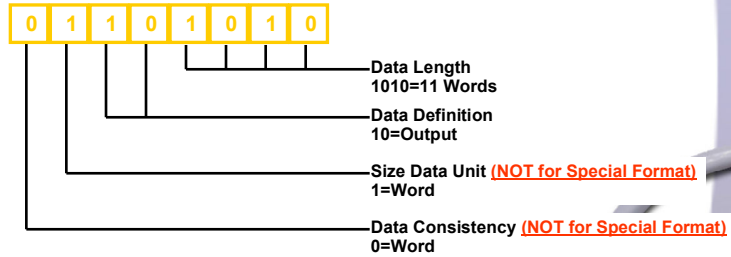 0 1 1 0 1 0 1 0
Data Length
1010=11 Words
Data Definition
10=Output
Size Data Unit (NOT for Special Format)
1=Word
Data Consistency (NOT for Special Format)
0=Word